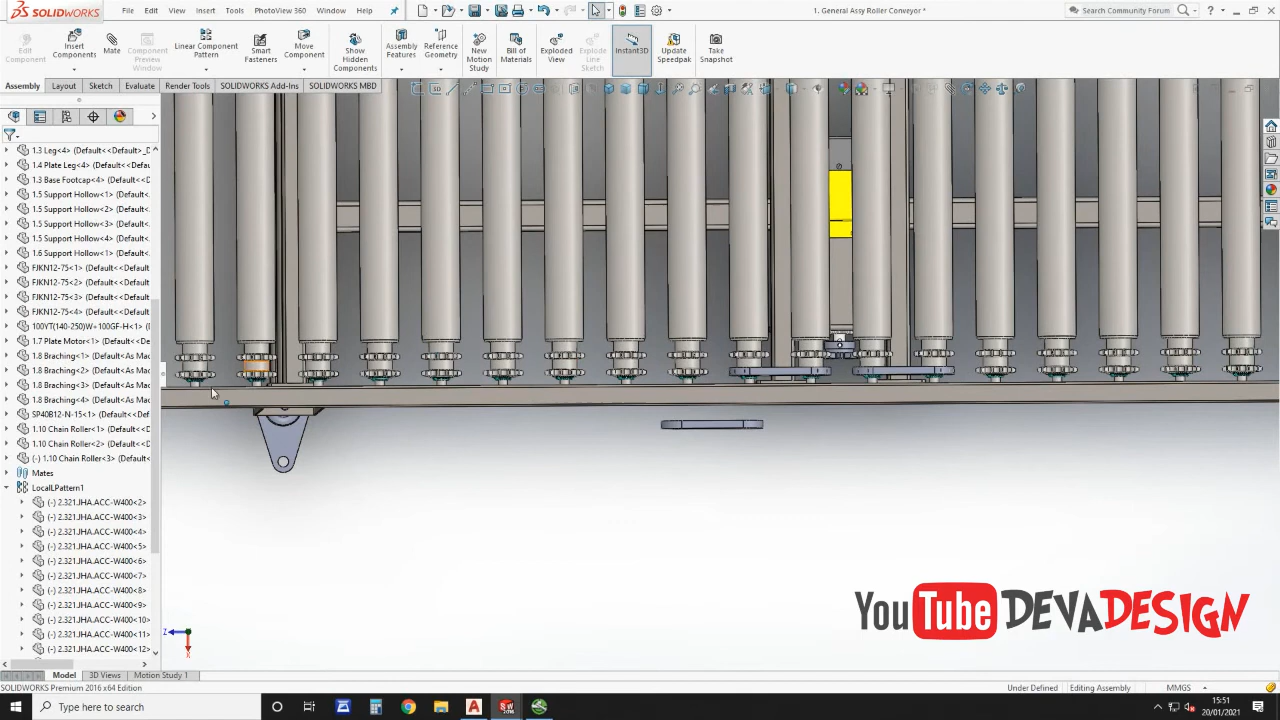 SOLIDWORKS
File Edit View Insert Tools PhotoView 360 Window
1. General Assy Roller Conveyor *
Search Community Forum
Edit Component
Insert Components
Mate
Component Preview Window
Linear Component Pattern
Smart Fasteners
Move Component
Show Hidden Components
Assembly Features
Reference Geometry
New Motion Study
Bill of Materials
Exploded View
Explode Line Sketch
Instant3D
Update Speedpak
Take Snapshot
Assembly Layout Sketch Evaluate Render Tools SOLIDWORKS Add-Ins SOLIDWORKS MBD
1.3 Leg<4> (Default<<Default>_D
1.4 Plate Leg<4> (Default<<Defau
1.3 Base Footcap<4> (Default<<D
1.5 Support Hollow<1> (Default<
1.5 Support Hollow<2> (Default<
1.5 Support Hollow<3> (Default<
1.5 Support Hollow<4> (Default<
1.6 Support Hollow<1> (Default<
FJKN12-75<1> (Default<<Default
FJKN12-75<2> (Default<<Default
FJKN12-75<3> (Default<<Default
FJKN12-75<4> (Default<<Default
100YT(140-250)W+100GF-H<1> (
1.7 Plate Motor<1> (Default<<De
1.8 Braching<1> (Default<As Mac
1.8 Braching<2> (Default<As Mac
1.8 Braching<3> (Default<As Mac
1.8 Braching<4> (Default<As Mac
SP40B12-N-15<1> (Default<<Defa
1.10 Chain Roller<1> (Default<<D
1.10 Chain Roller<2> (Default<<D
(-) 1.10 Chain Roller<3> (Default<
Mates
LocalLPattern1
(-) 2.321.JHA.ACC-W400<2>
(-) 2.321.JHA.ACC-W400<3>
(-) 2.321.JHA.ACC-W400<4>
(-) 2.321.JHA.ACC-W400<5>
(-) 2.321.JHA.ACC-W400<6>
(-) 2.321.JHA.ACC-W400<7>
(-) 2.321.JHA.ACC-W400<8>
(-) 2.321.JHA.ACC-W400<9>
(-) 2.321.JHA.ACC-W400<10>
(-) 2.321.JHA.ACC-W400<11>
(-) 2.321.JHA.ACC-W400<12>
Z
X
YouTube DEVADESIGN
Model 3D Views Motion Study 1
SOLIDWORKS Premium 2016 x64 Edition
Under Defined Editing Assembly MMGS
Type here to search
15:51
20/01/2021